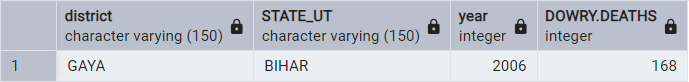 district STATE_UT year DOWRY.DEATHS
character varying (150) character varying (150) integer integer
1 GAYA BIHAR 2006 168